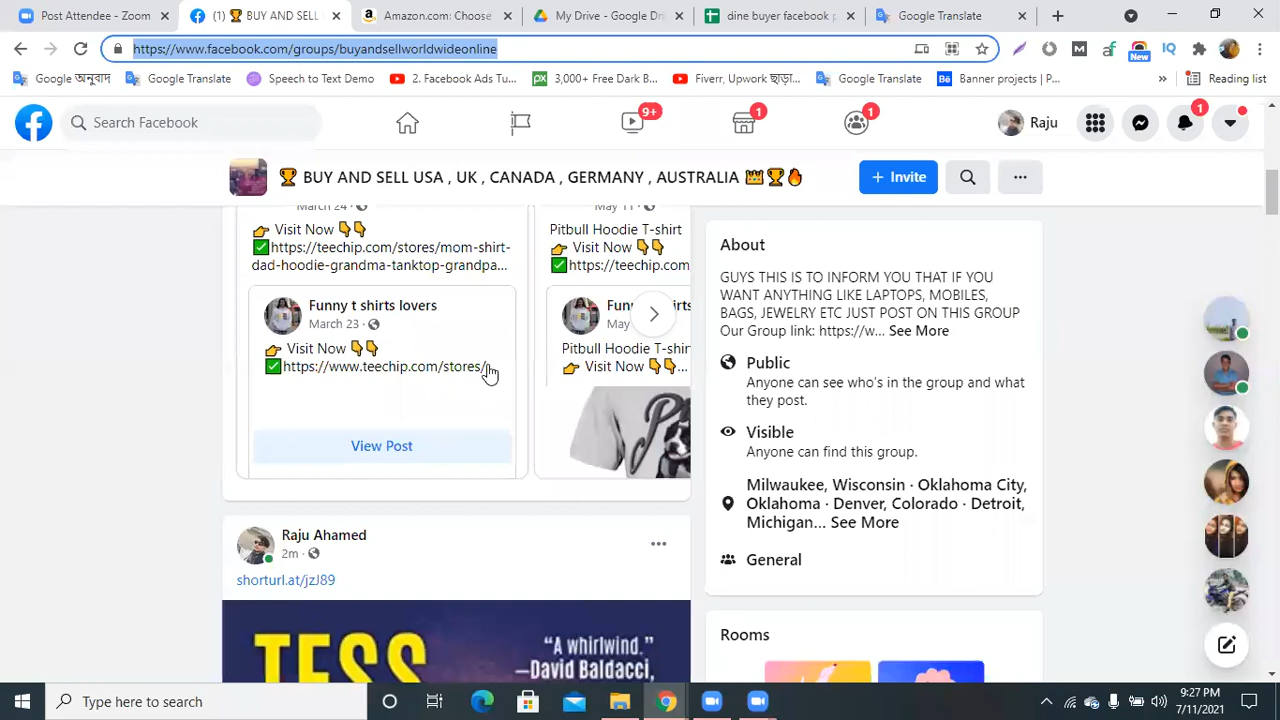 Post Attendee - Zoom
(1) 🏆 BUY AND SELL
Amazon.com: Choose
My Drive - Google Dri
dine buyer facebook p
Google Translate
https://www.facebook.com/groups/buyandsellworldwideonline
New
Google অনুবাদ
Google Translate
Speech to Text Demo
2. Facebook Ads Tu...
3,000+ Free Dark B...
Fiverr, Upwork ছাড়া...
Google Translate
Banner projects | P...
Reading list
Search Facebook
9+
1
1
Raju
1
🏆 BUY AND SELL USA , UK , CANADA , GERMANY , AUSTRALIA 👑🏆🔥
+ Invite
March 24 ·
👉 Visit Now 👇👇
✅https://teechip.com/stores/mom-shirt-
dad-hoodie-grandma-tanktop-grandpa...
Funny t shirts lovers
March 23 ·
👉 Visit Now 👇👇
✅https://www.teechip.com/stores/
View Post
May 11 ·
Pitbull Hoodie T-shirt
👉 Visit Now 👇👇
✅https://teechip.com
Pitbull Hoodie T-shir
👉 Visit Now 👇👇...
About
GUYS THIS IS TO INFORM YOU THAT IF YOU
WANT ANYTHING LIKE LAPTOPS, MOBILES,
BAGS, JEWELRY ETC JUST POST ON THIS GROUP
Our Group link: https://w... See More
Public
Anyone can see who's in the group and what
they post.
Visible
Anyone can find this group.
Milwaukee, Wisconsin · Oklahoma City,
Oklahoma · Denver, Colorado · Detroit,
Michigan... See More
General
Rooms
Raju Ahamed
2m ·
shorturl.at/jzJ89
TESS
“A whirlwind.”
—David Baldacci,
Type here to search
9:27 PM
7/11/2021